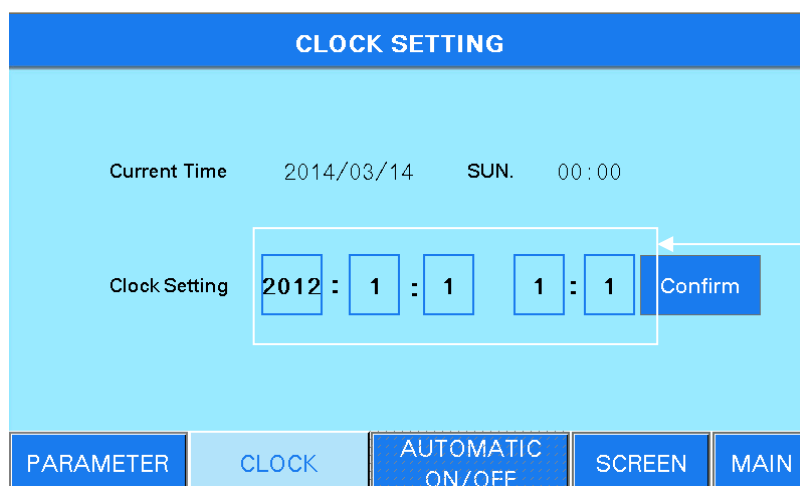 CLOCK SETTING
Current Time 2014/03/14 SUN. 00:00
Clock Setting 2012 : 1 : 1 1 : 1 Confirm
PARAMETER CLOCK AUTOMATIC ON/OFF SCREEN MAIN